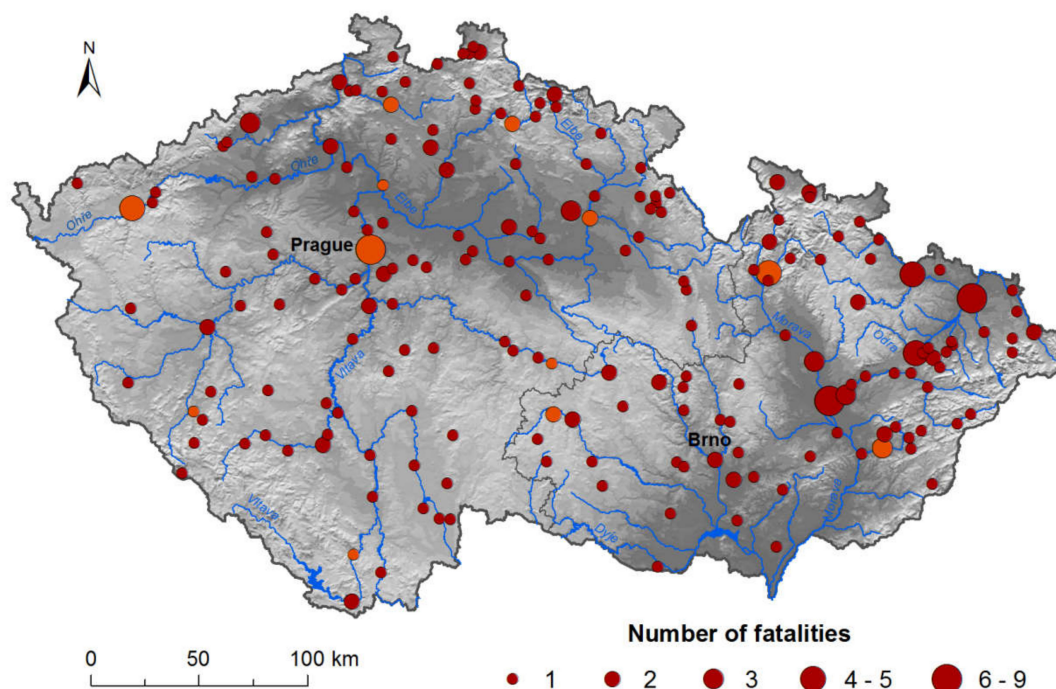 N
Elbe
Ohře
Elbe
Ohře
Prague
Morava
Odra
Vltava
Brno
Morava
Vltava
Dyje
Number of fatalities
0 50 100 km
1 2 3 4 - 5 6 - 9